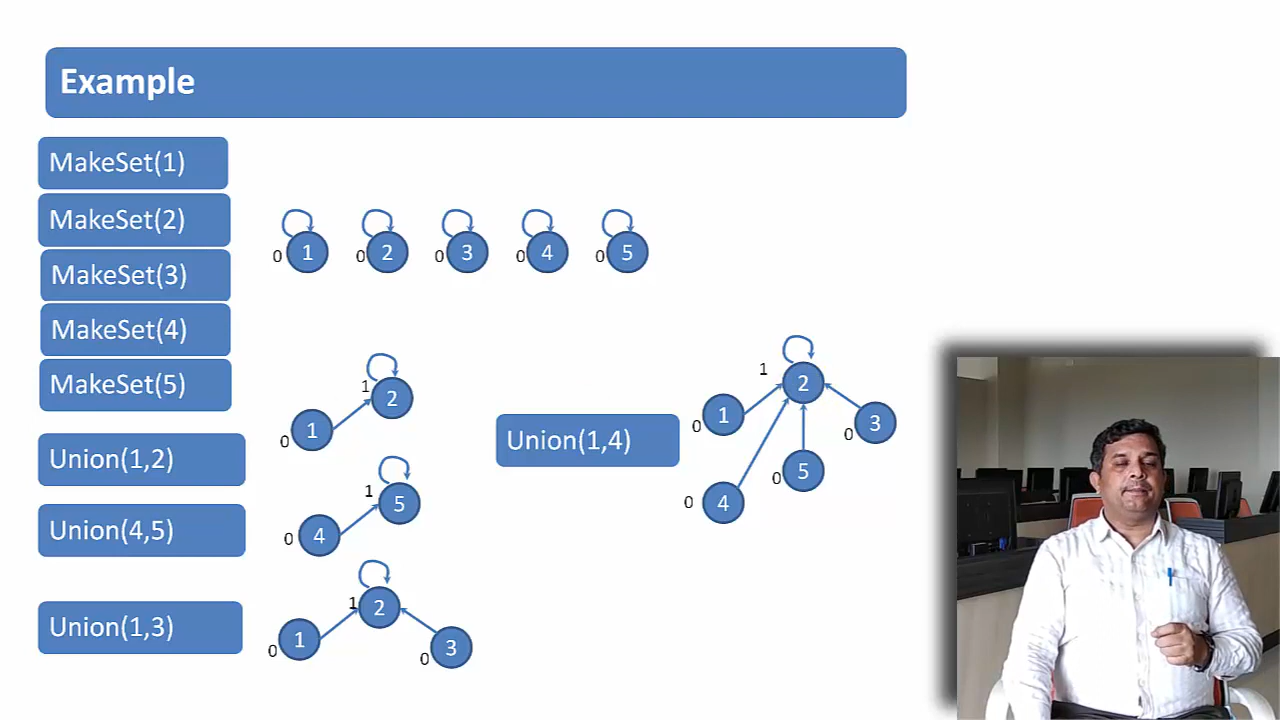 Example
MakeSet(1)
MakeSet(2)
MakeSet(3)
MakeSet(4)
MakeSet(5)
0 1 0 2 0 3 0 4 0 5
Union(1,2)
1 2
0 1
Union(4,5)
1 5
0 4
Union(1,3)
1 2
0 1 0 3
Union(1,4)
1 2
0 1 0 3
0 5
0 4